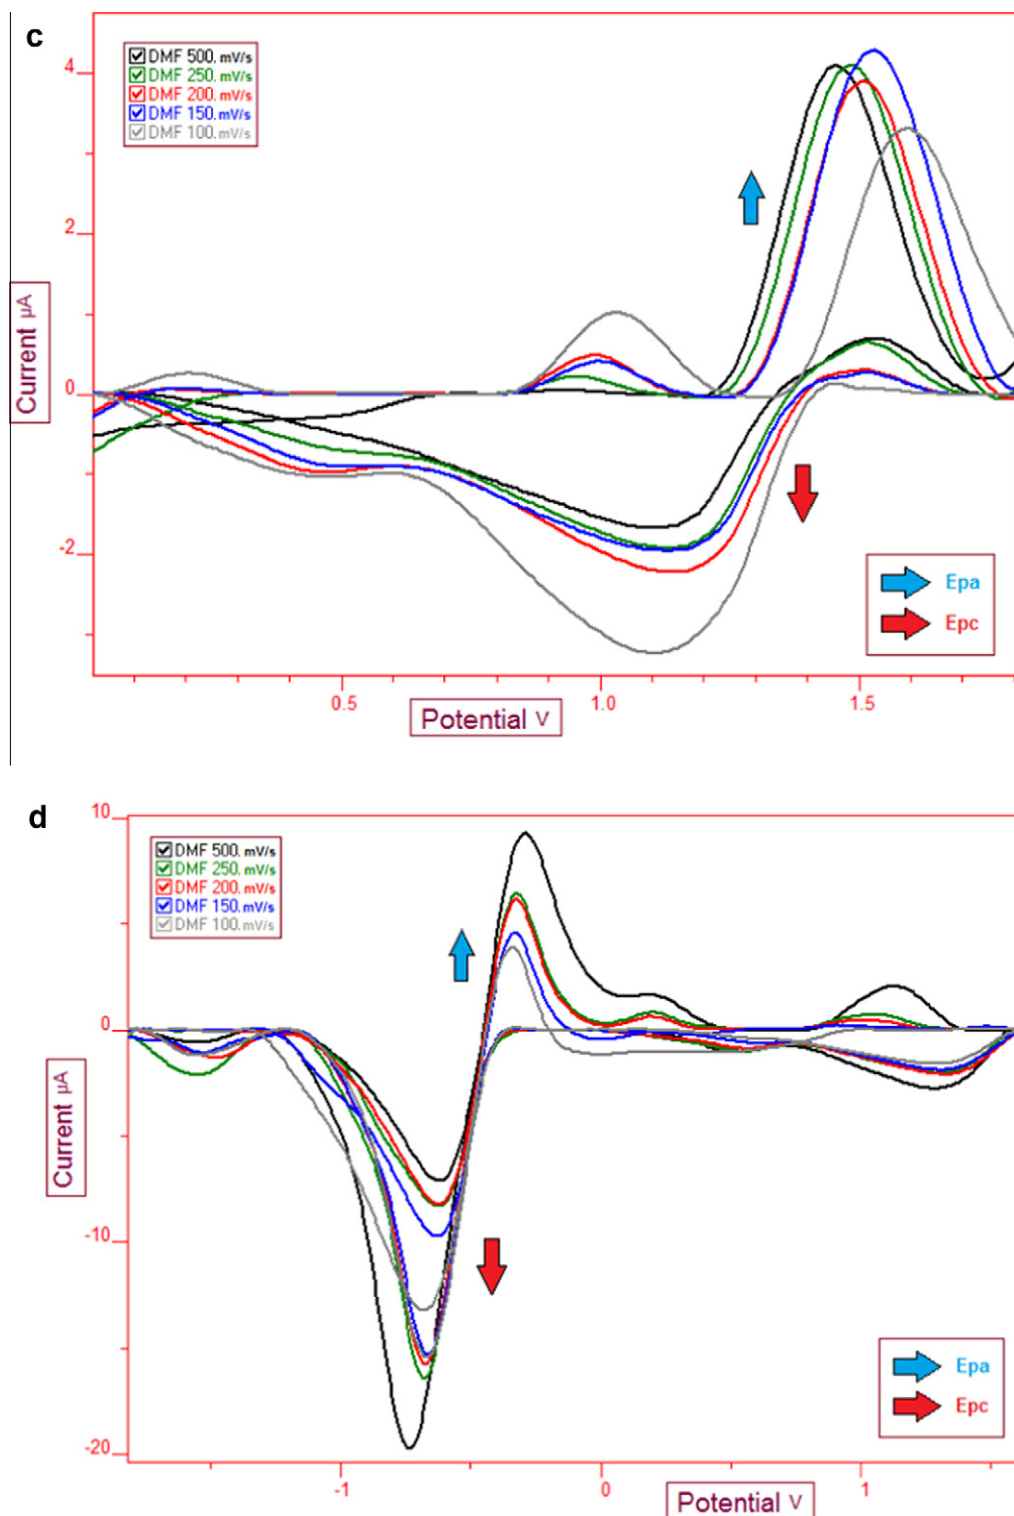 c
DMF 500. mV/s
DMF 250. mV/s
DMF 200. mV/s
DMF 150. mV/s
DMF 100. mV/s
4
2
0
-2
Current µA
Epa
Epc
0.5
1.0
1.5
Potential V
d
10
DMF 500. mV/s
DMF 250. mV/s
DMF 200. mV/s
DMF 150. mV/s
DMF 100. mV/s
0
Current µA
-10
Epa
Epc
-20
-1
0
1
Potential V